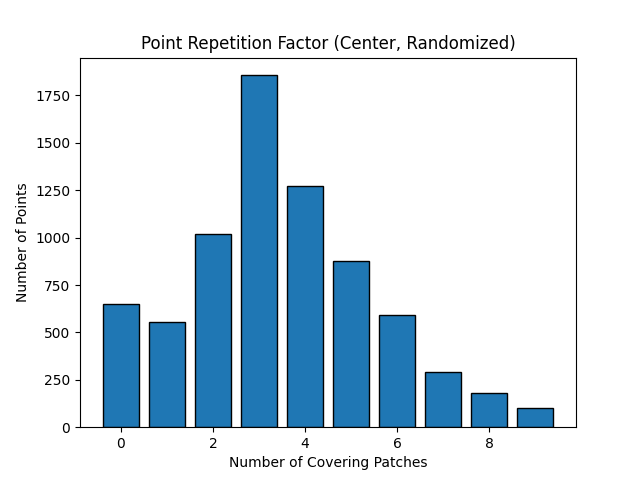 Point Repetition Factor (Center, Randomized)
1750
1500
1250
1000
750
500
250
0
0 2 4 6 8
Number of Points
Number of Covering Patches